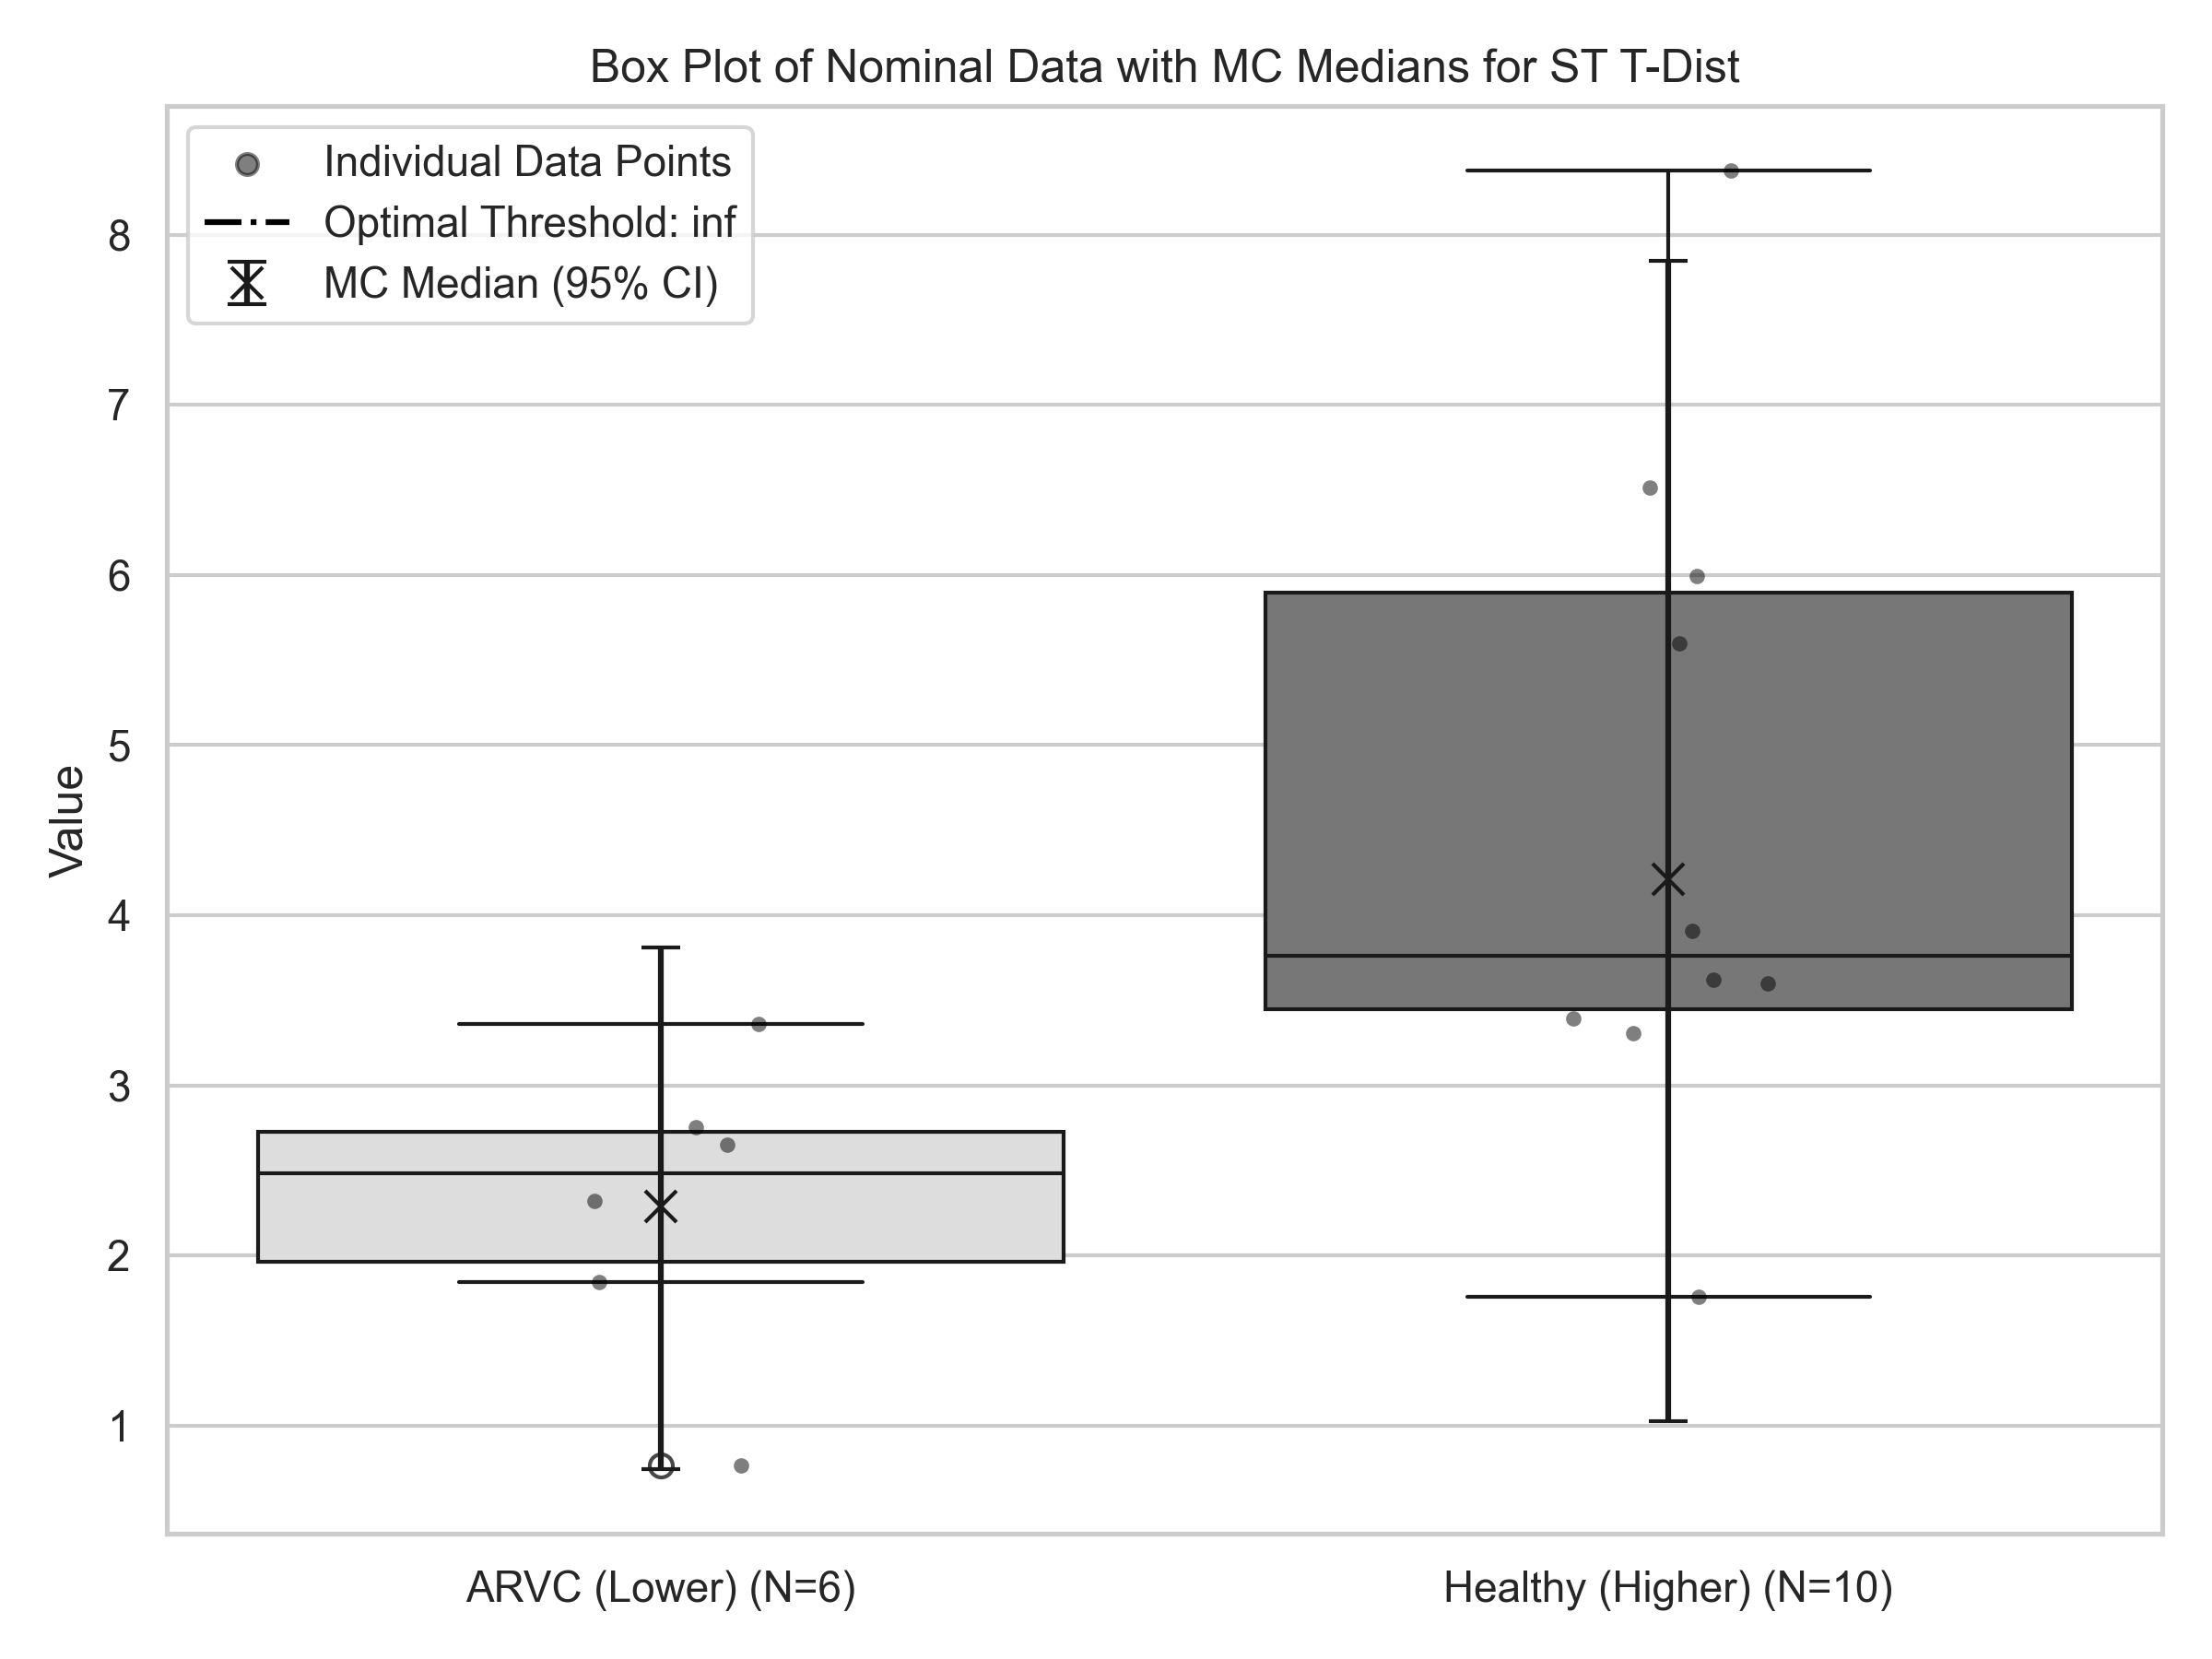 Box Plot of Nominal Data with MC Medians for ST T-Dist
Individual Data Points
Optimal Threshold: inf
MC Median (95% CI)
8
7
6
5
4
3
2
1
Value
ARVC (Lower) (N=6)
Healthy (Higher) (N=10)